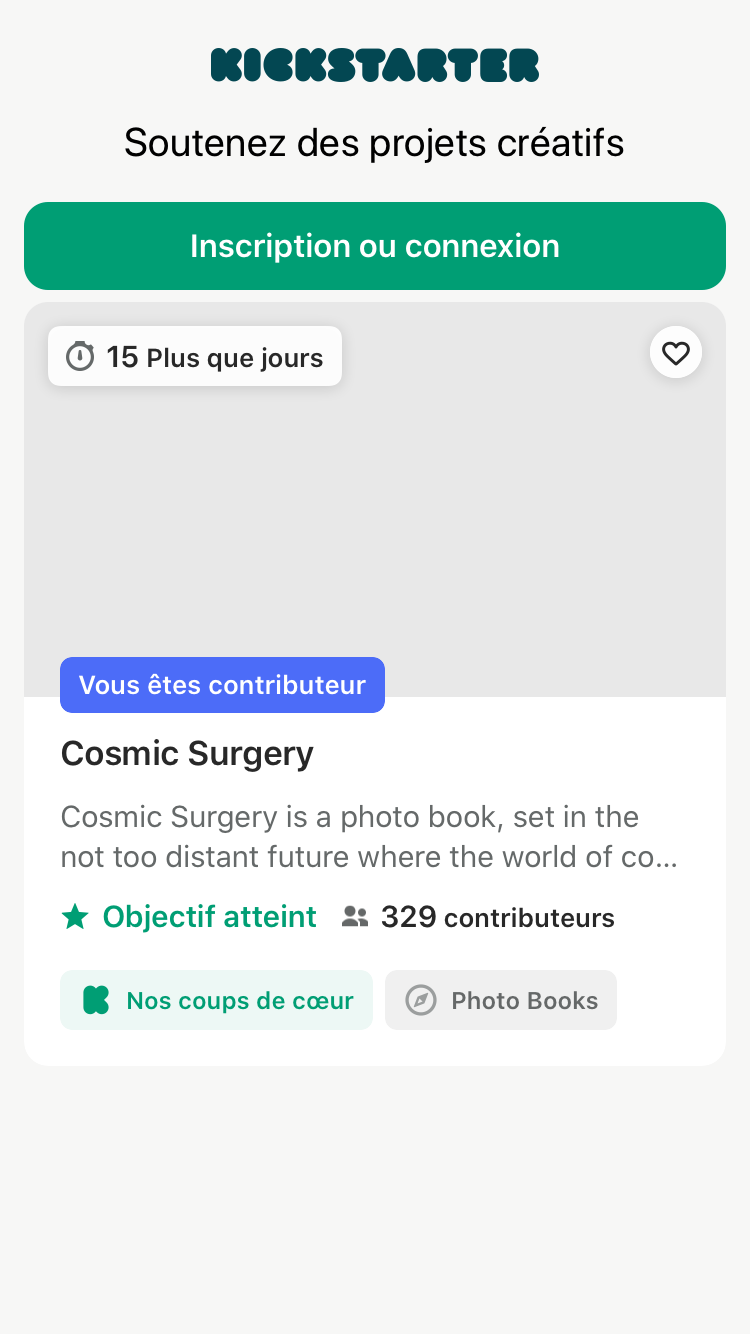 KICKSTARTER
Soutenez des projets créatifs
Inscription ou connexion
15 Plus que jours
Vous êtes contributeur
Cosmic Surgery
Cosmic Surgery is a photo book, set in the
not too distant future where the world of co...
Objectif atteint 329 contributeurs
Nos coups de cœur Photo Books